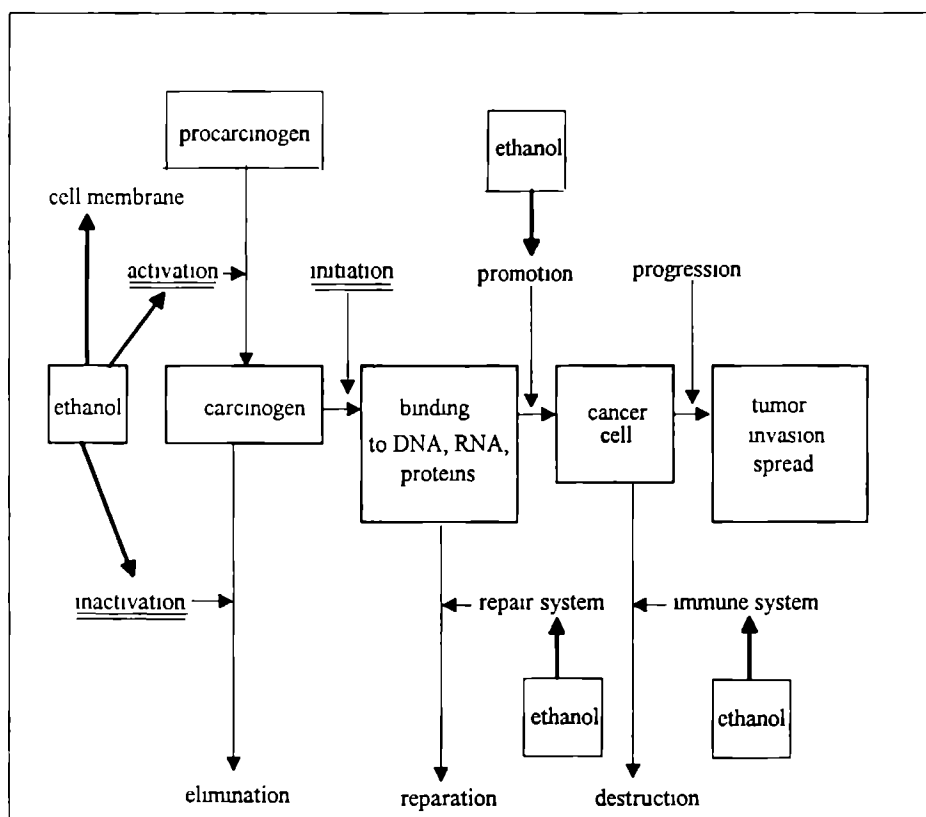 procarcinogen
ethanol
cell membrane
activation
initiation
promotion
progression
ethanol
carcinogen
binding
to DNA, RNA,
proteins
cancer
cell
tumor
invasion
spread
inactivation
repair system
immune system
ethanol
ethanol
elimination
reparation
destruction